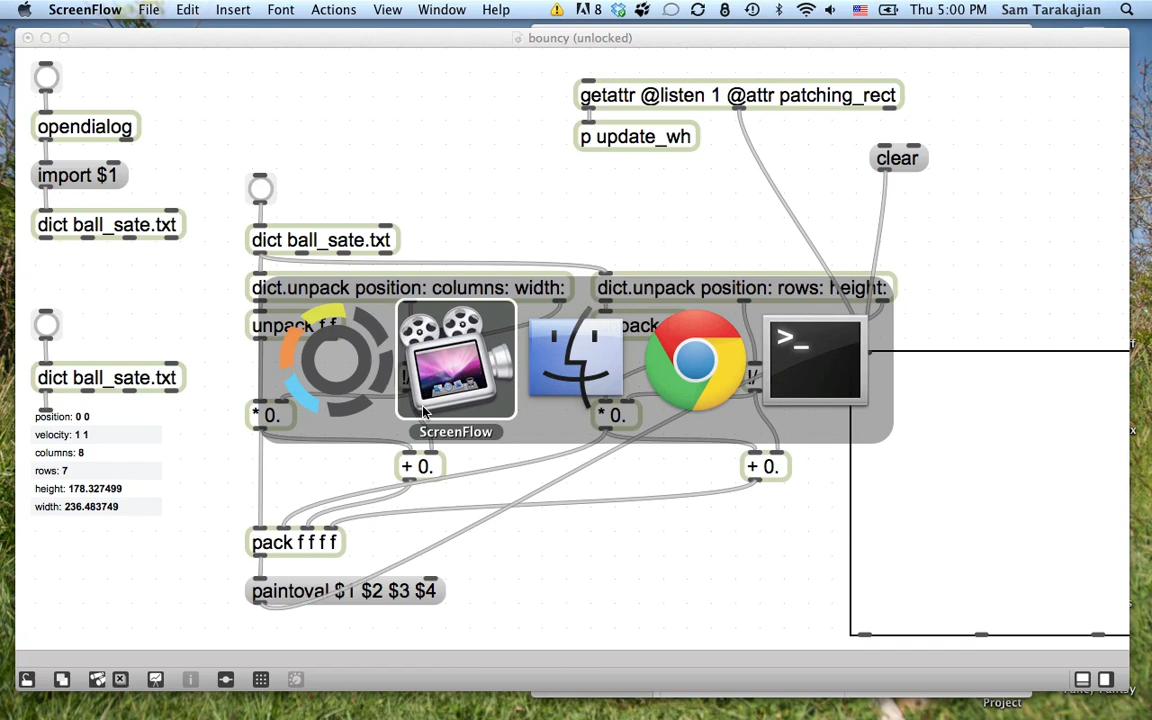 ScreenFlow File Edit Insert Font Actions View Window Help 8 Thu 5:00 PM Sam Tarakajian
bouncy (unlocked)
getattr @listen 1 @attr patching_rect
opendialog
p update_wh
clear
import $1
dict ball_sate.txt
dict ball_sate.txt
dict.unpack position: columns: width:
dict.unpack position: rows: height:
unpack f f
dict ball_sate.txt
* 0.
* 0.
position: 0 0
velocity: 1 1
columns: 8
rows: 7
height: 178.327499
width: 236.483749
ScreenFlow
+ 0.
+ 0.
pack f f f f
paintoval $1 $2 $3 $4
Project